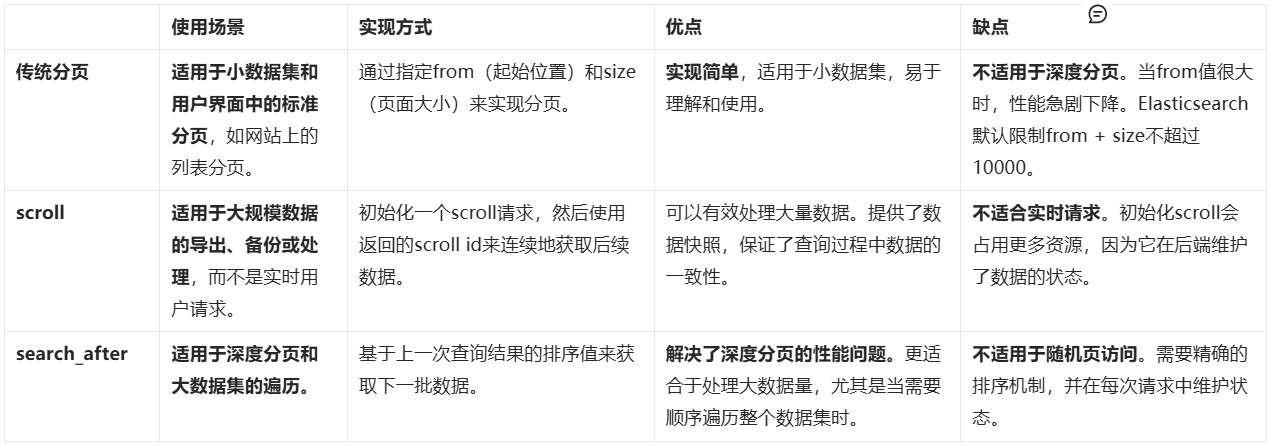 使用场景
实现方式
优点
缺点
传统分页
适用于小数据集和
用户界面中的标准
分页，如网站上的
列表分页。
通过指定from（起始位置）和size
（页面大小）来实现分页。
实现简单，适用于小数据集，易于
理解和使用。
不适用于深度分页。当from值很大
时，性能急剧下降。Elasticsearch
默认限制from + size不超过
10000。
scroll
适用于大规模数据
的导出、备份或处
理，而不是实时用
户请求。
初始化一个scroll请求，然后使用
返回的scroll id来连续地获取后续
数据。
可以有效处理大量数据。提供了数
据快照，保证了查询过程中数据的
一致性。
不适合实时请求。初始化scroll会
占用更多资源，因为它在后端维护
了数据的状态。
search_after
适用于深度分页和
大数据集的遍历。
基于上一次查询结果的排序值来获
取下一批数据。
解决了深度分页的性能问题。更适
合于处理大数据量，尤其是当需要
顺序遍历整个数据集时。
不适用于随机页访问。需要精确的
排序机制，并在每次请求中维护状
态。